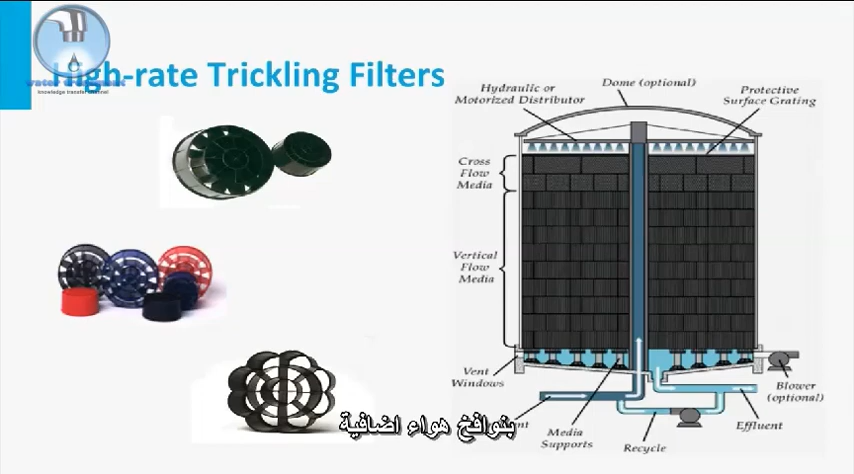 High-rate Trickling Filters
knowledge transfer channel
Dome (optional)
Hydraulic or
Motorized Distributor
Protective
Surface Grating
Cross
Flow
Media
Vertical
Flow
Media
Vent
Windows
Blower
(optional)
Media
Supports
Recycle
Effluent
بنوافخ هواء اضافية